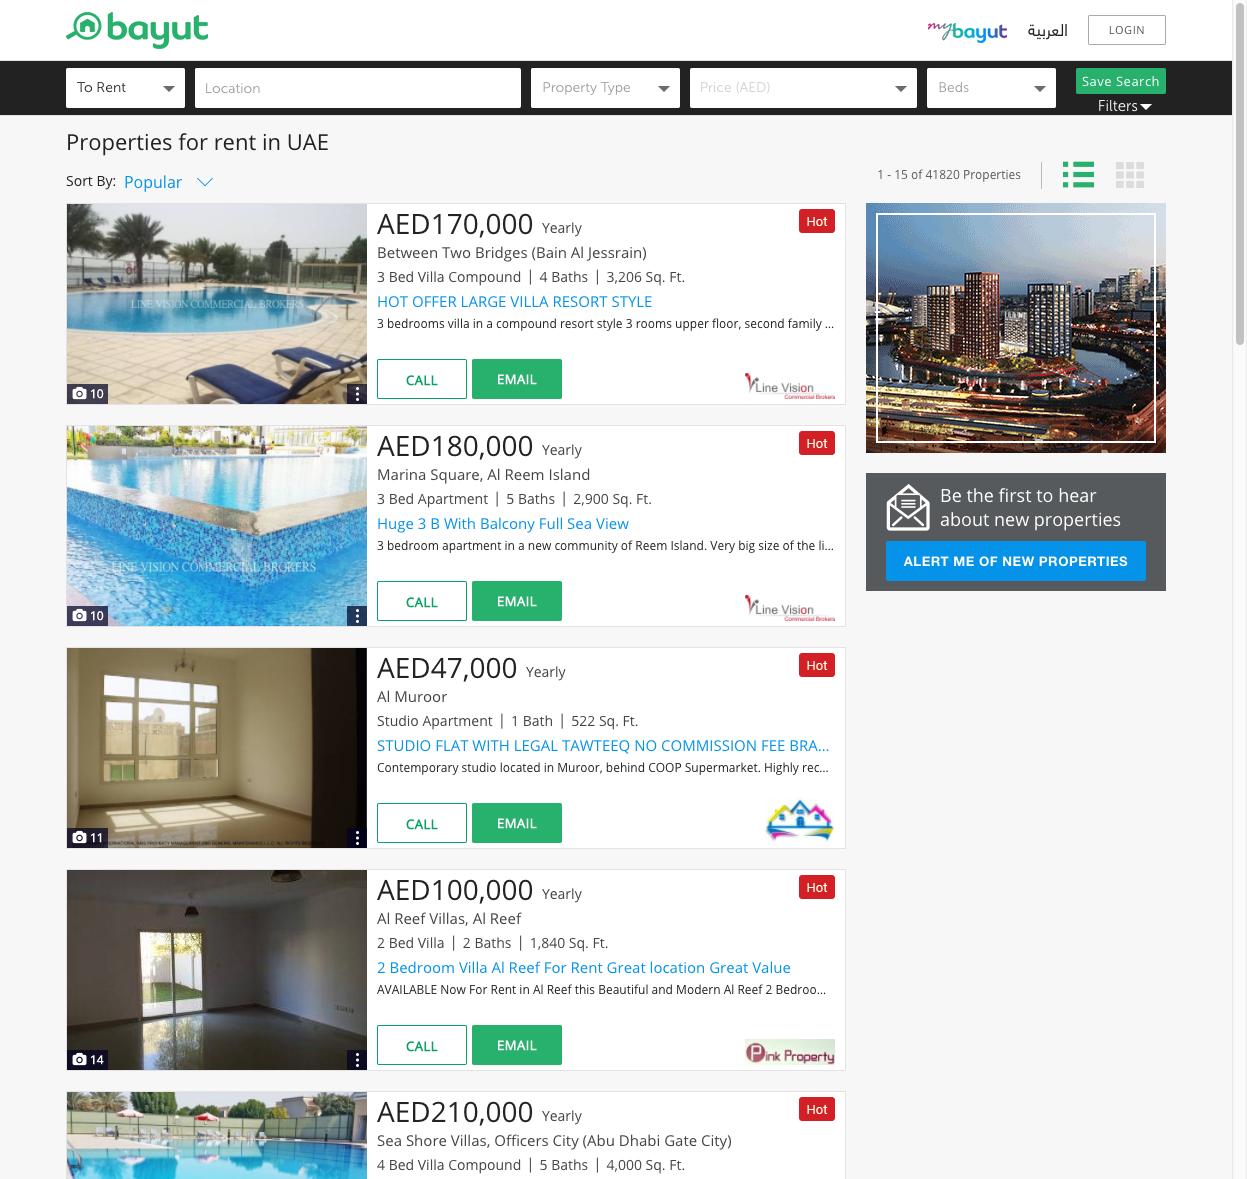 bayut
mybayut
العربية
LOGIN
To Rent
Location
Property Type
Price (AED)
Beds
Save Search
Filters
Properties for rent in UAE
Sort By: Popular
1 - 15 of 41820 Properties
AED170,000 Yearly
Hot
Between Two Bridges (Bain Al Jessrain)
3 Bed Villa Compound | 4 Baths | 3,206 Sq. Ft.
HOT OFFER LARGE VILLA RESORT STYLE
3 bedrooms villa in a compound resort style 3 rooms upper floor, second family ...
LINE VISION COMMERCIAL BROKERS
10
CALL
EMAIL
Line Vision
Commercial Brokers
AED180,000 Yearly
Hot
Marina Square, Al Reem Island
3 Bed Apartment | 5 Baths | 2,900 Sq. Ft.
Huge 3 B With Balcony Full Sea View
3 bedroom apartment in a new community of Reem Island. Very big size of the li...
LINE VISION COMMERCIAL BROKERS
10
CALL
EMAIL
Line Vision
Commercial Brokers
Be the first to hear
about new properties
ALERT ME OF NEW PROPERTIES
AED47,000 Yearly
Hot
Al Muroor
Studio Apartment | 1 Bath | 522 Sq. Ft.
STUDIO FLAT WITH LEGAL TAWTEEQ NO COMMISSION FEE BRA...
Contemporary studio located in Muroor, behind COOP Supermarket. Highly rec...
11
CALL
EMAIL
AED100,000 Yearly
Hot
Al Reef Villas, Al Reef
2 Bed Villa | 2 Baths | 1,840 Sq. Ft.
2 Bedroom Villa Al Reef For Rent Great location Great Value
AVAILABLE Now For Rent in Al Reef this Beautiful and Modern Al Reef 2 Bedroo...
14
CALL
EMAIL
Pink Property
AED210,000 Yearly
Hot
Sea Shore Villas, Officers City (Abu Dhabi Gate City)
4 Bed Villa Compound | 5 Baths | 4,000 Sq. Ft.